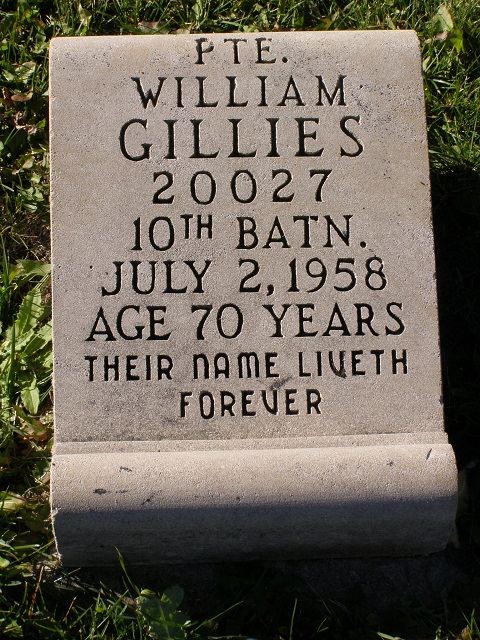 PTE.
WILLIAM
GILLIES
20027
10TH BATN.
JULY 2, 1958
AGE 70 YEARS
THEIR NAME LIVETH
FOREVER